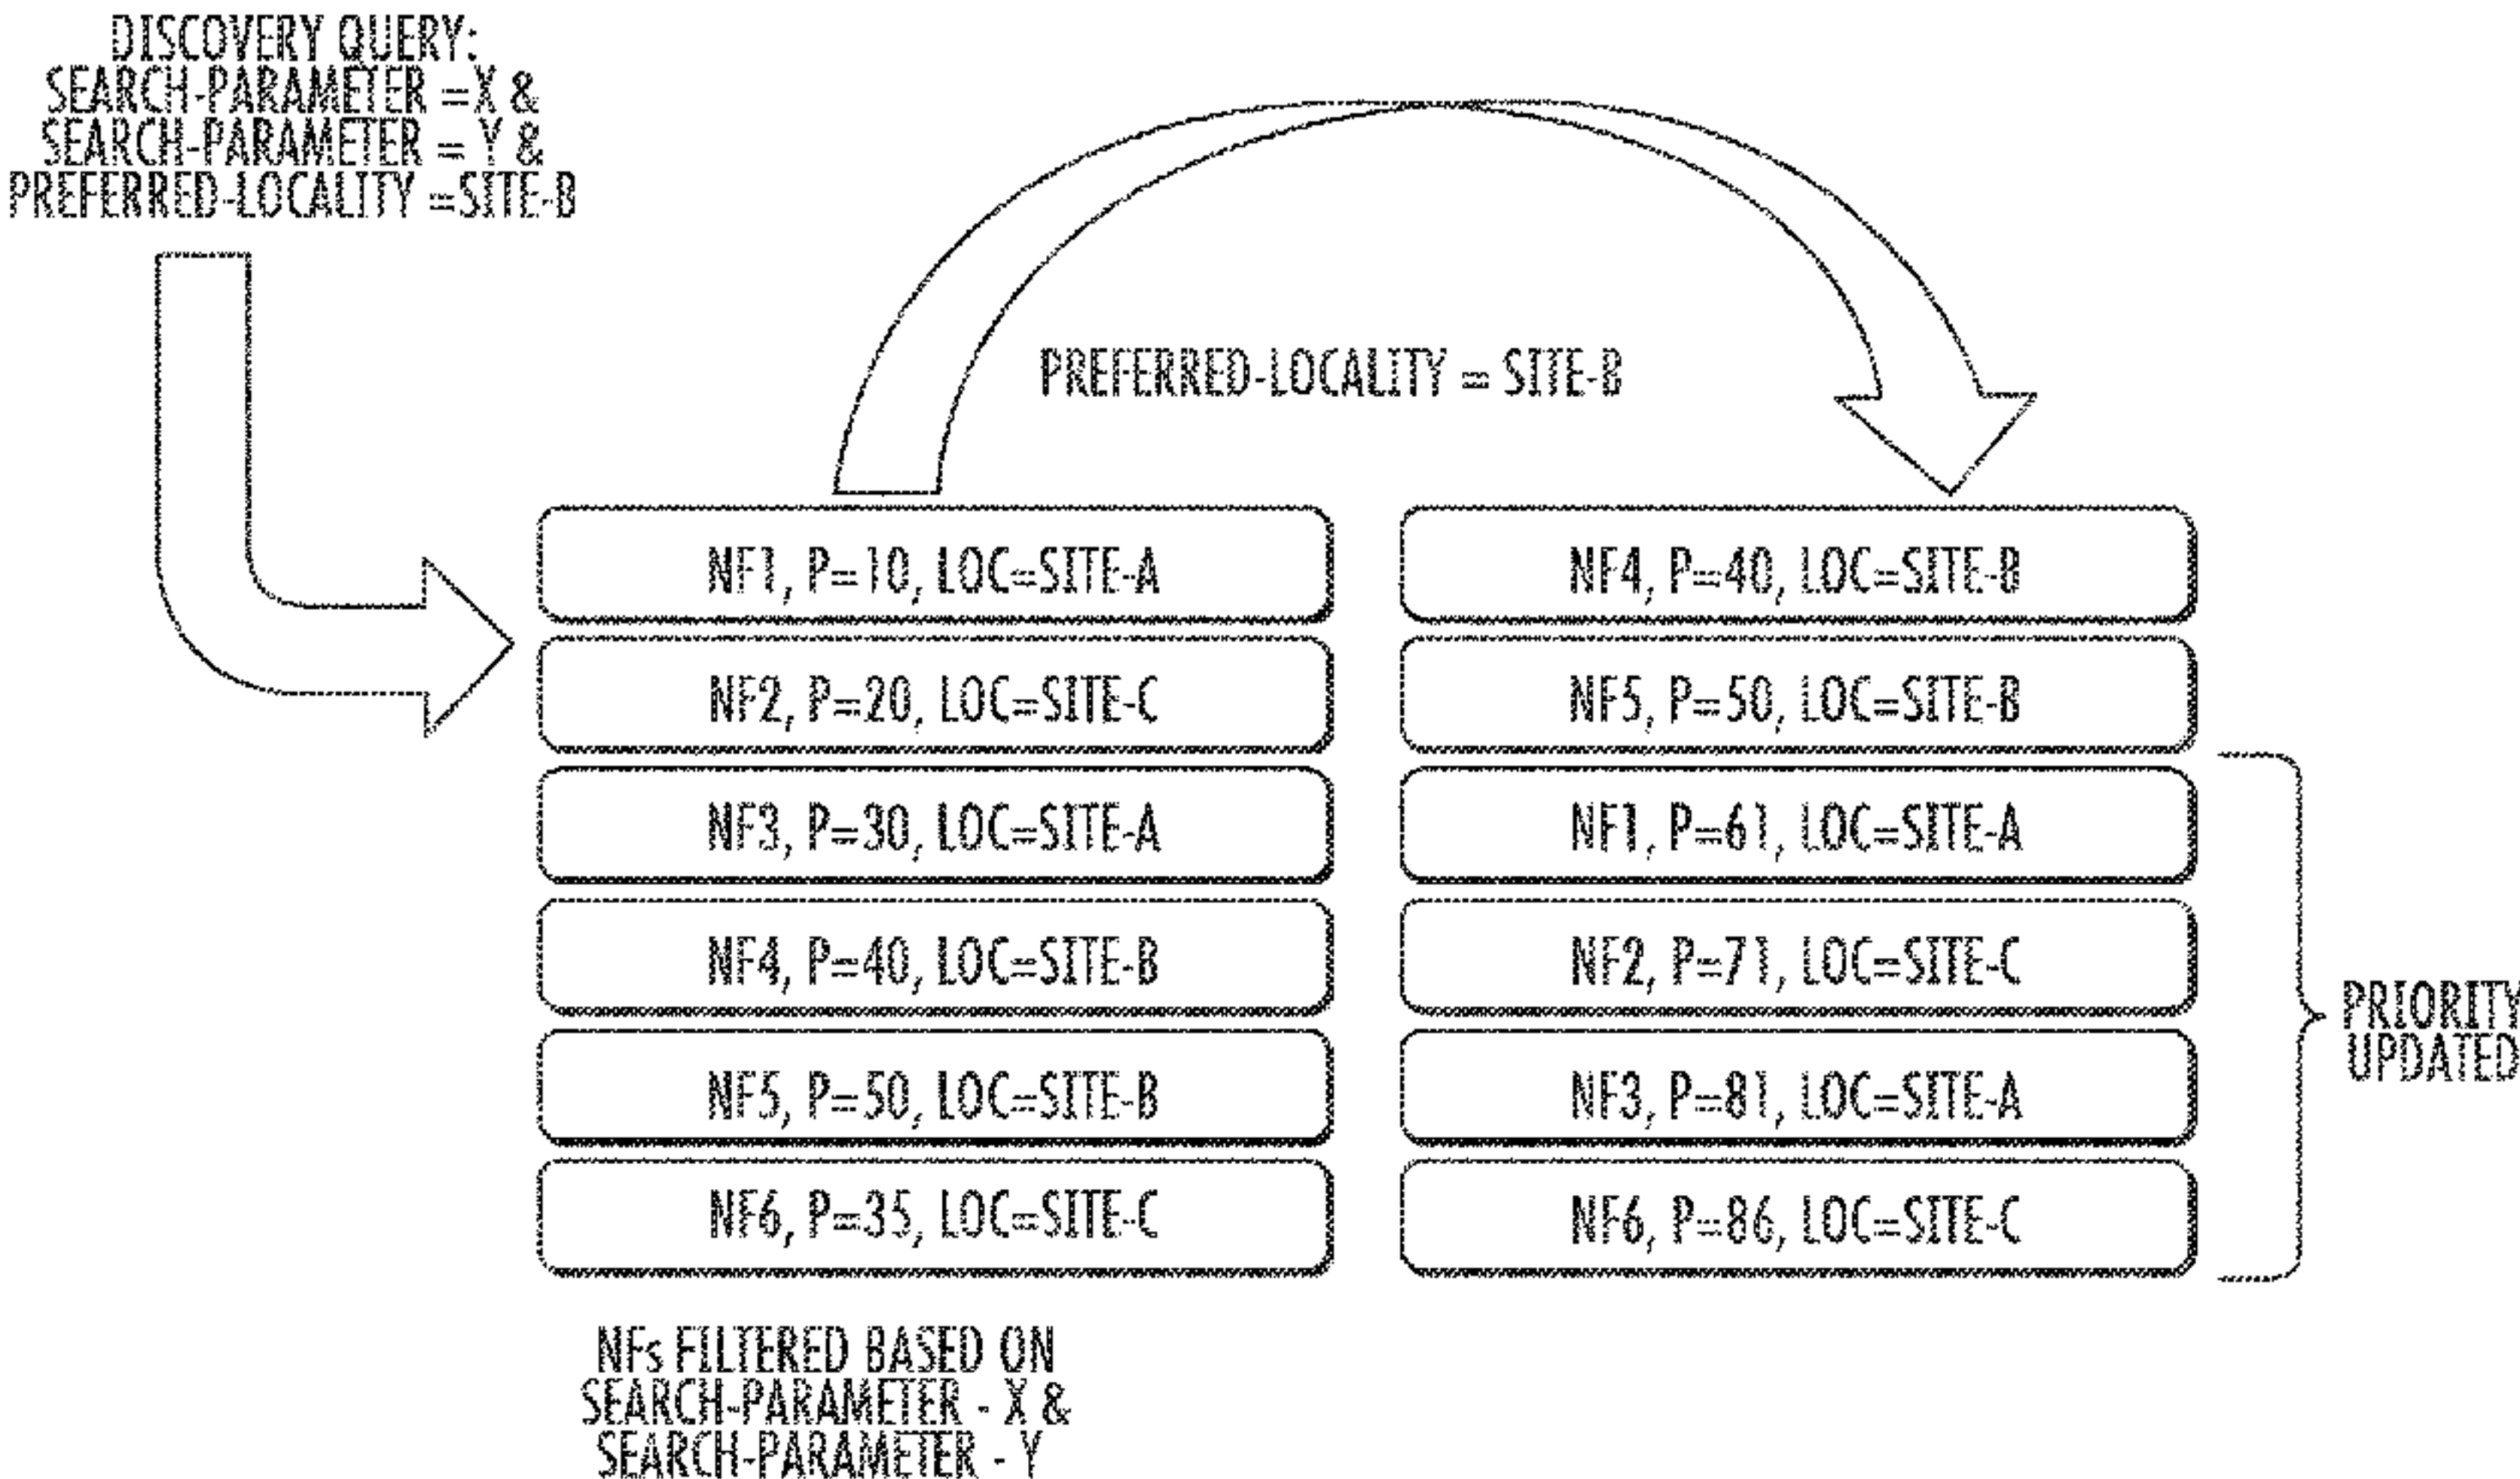 DISCOVERY QUERY:
SEARCH-PARAMETER =X &
SEARCH-PARAMETER = Y &
PREFERRED-LOCALITY =SITE-B
PREFERRED-LOCALITY = SITE-B
NF1, P=10, LOC=SITE-A
NF2, P=20, LOC=SITE-C
NF3, P=30, LOC=SITE-A
NF4, P=40, LOC=SITE-B
NF5, P=50, LOC=SITE-B
NF6, P=35, LOC=SITE-C
NF4, P=40, LOC=SITE-B
NF5, P=50, LOC=SITE-B
NF1, P=61, LOC=SITE-A
NF2, P=71, LOC=SITE-C
NF3, P=81, LOC=SITE-A
NF6, P=86, LOC=SITE-C
PRIORITY
UPDATED
NFs FILTERED BASED ON
SEARCH-PARAMETER - X &
SEARCH-PARAMETER - Y